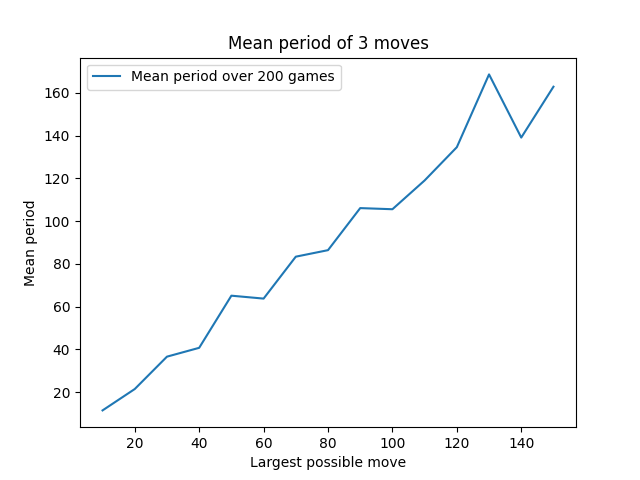 Mean period of 3 moves
Mean period over 200 games
160
140
120
100
80
60
40
20
Mean period
20 40 60 80 100 120 140
Largest possible move